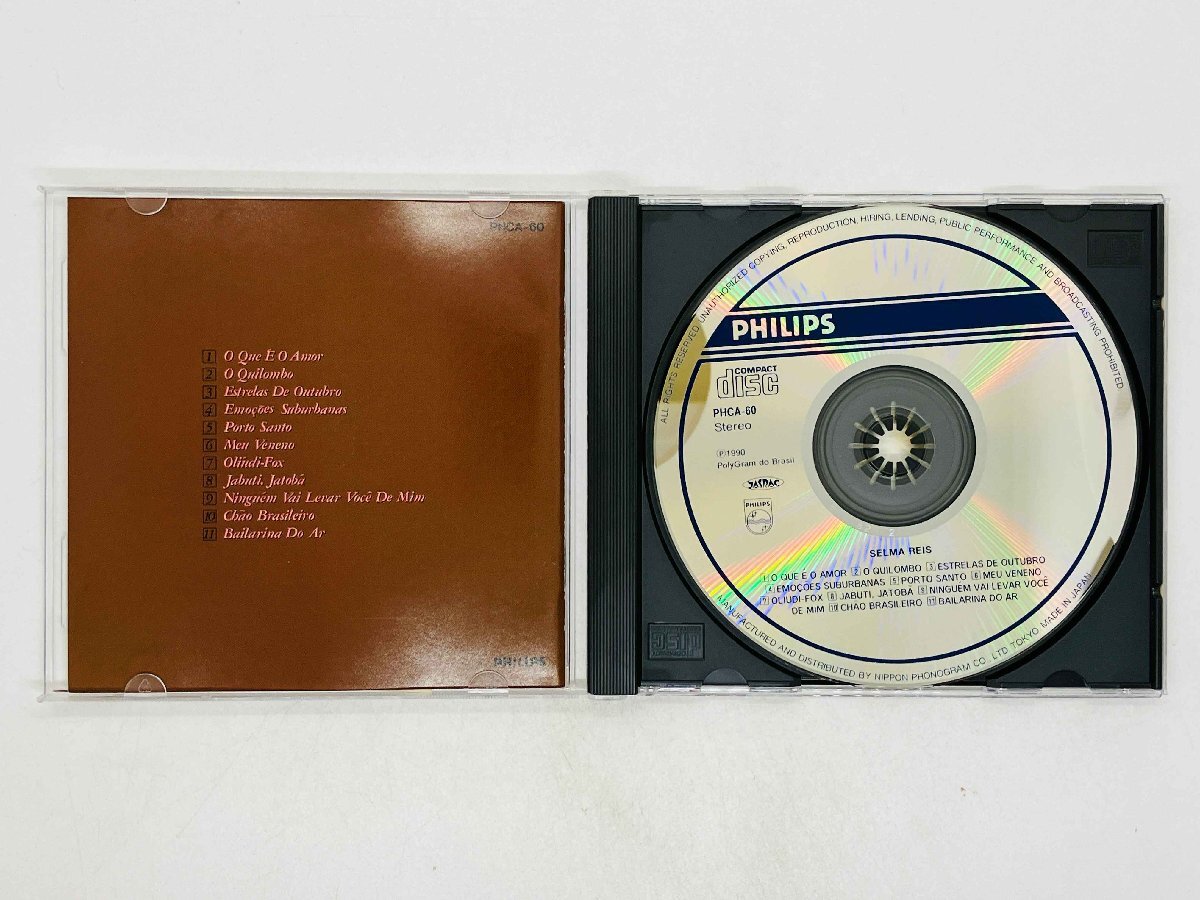 PHCA-60
1 O Que É O Amor
2 O Quilombo
3 Estrelas De Outubro
4 Emoções Suburbanas
5 Porto Santo
6 Meu Veneno
7 Oliúdi-Fox
8 Jabuti, Jatobá
9 Ninguém Vai Levar Você De Mim
10 Chão Brasileiro
11 Bailarina Do Ar
PHILIPS
ALL RIGHTS RESERVED. UNAUTHORIZED COPYING, REPRODUCTION, HIRING, LENDING, PUBLIC PERFORMANCE AND BROADCASTING PROHIBITED.
PHILIPS
COMPACT
disc
PHCA-60
Stereo
Ⓟ1990
PolyGram do Brasil
JASRAC
PHILIPS
SELMA REIS
1 O QUE E O AMOR 2 O QUILOMBO 3 ESTRELAS DE OUTUBRO
4 EMOÇÕES SUBURBANAS 5 PORTO SANTO 6 MEU VENENO
7 OLIUDI-FOX 8 JABUTI, JATOBA 9 NINGUEM VAI LEVAR VOCÊ
DE MIM 10 CHÃO BRASILEIRO 11 BAILARINA DO AR
MANUFACTURED AND DISTRIBUTED BY NIPPON PHONOGRAM CO., LTD TOKYO MADE IN JAPAN
disc